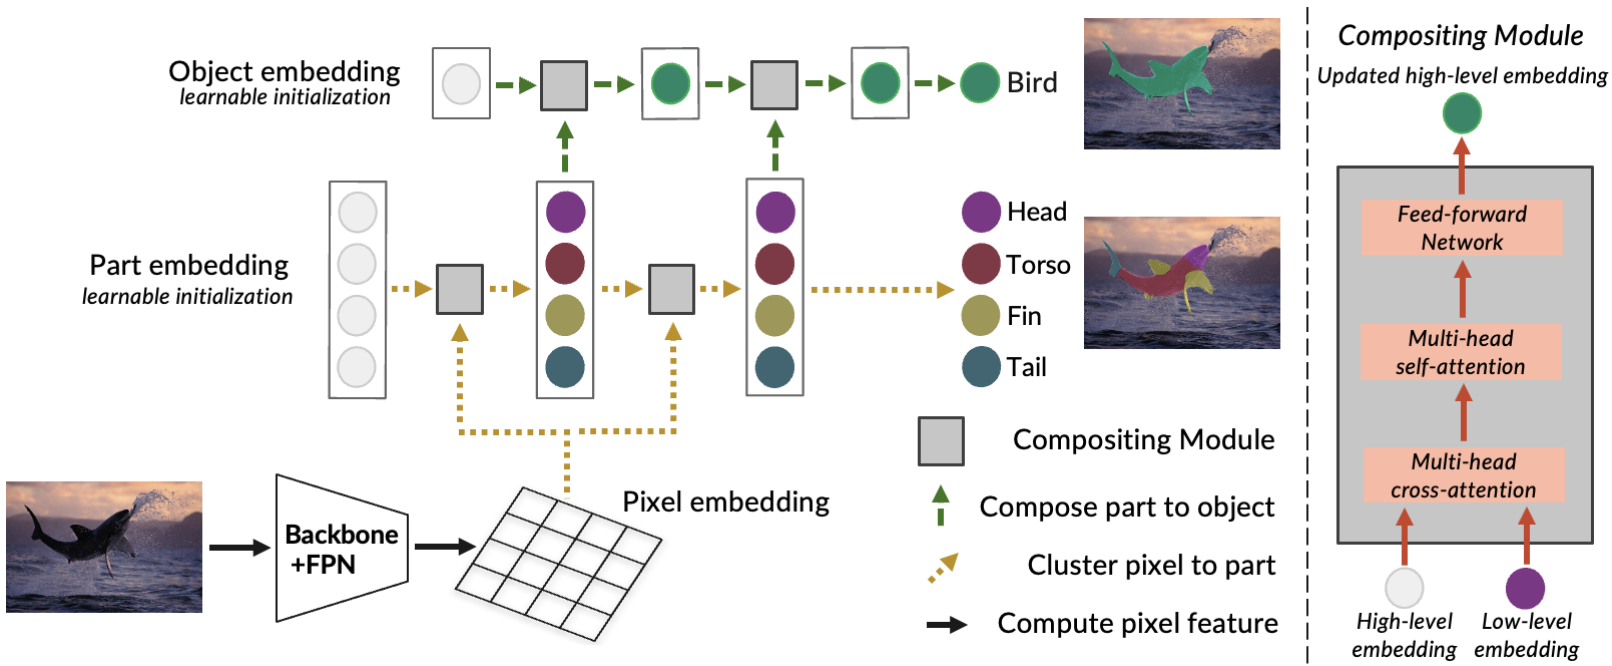 Object embedding
learnable initialization
Bird
Part embedding
learnable initialization
Head
Torso
Fin
Tail
Backbone
+FPN
Pixel embedding
Compositing Module
Compose part to object
Cluster pixel to part
Compute pixel feature
Compositing Module
Updated high-level embedding
Feed-forward
Network
Multi-head
self-attention
Multi-head
cross-attention
High-level
embedding
Low-level
embedding